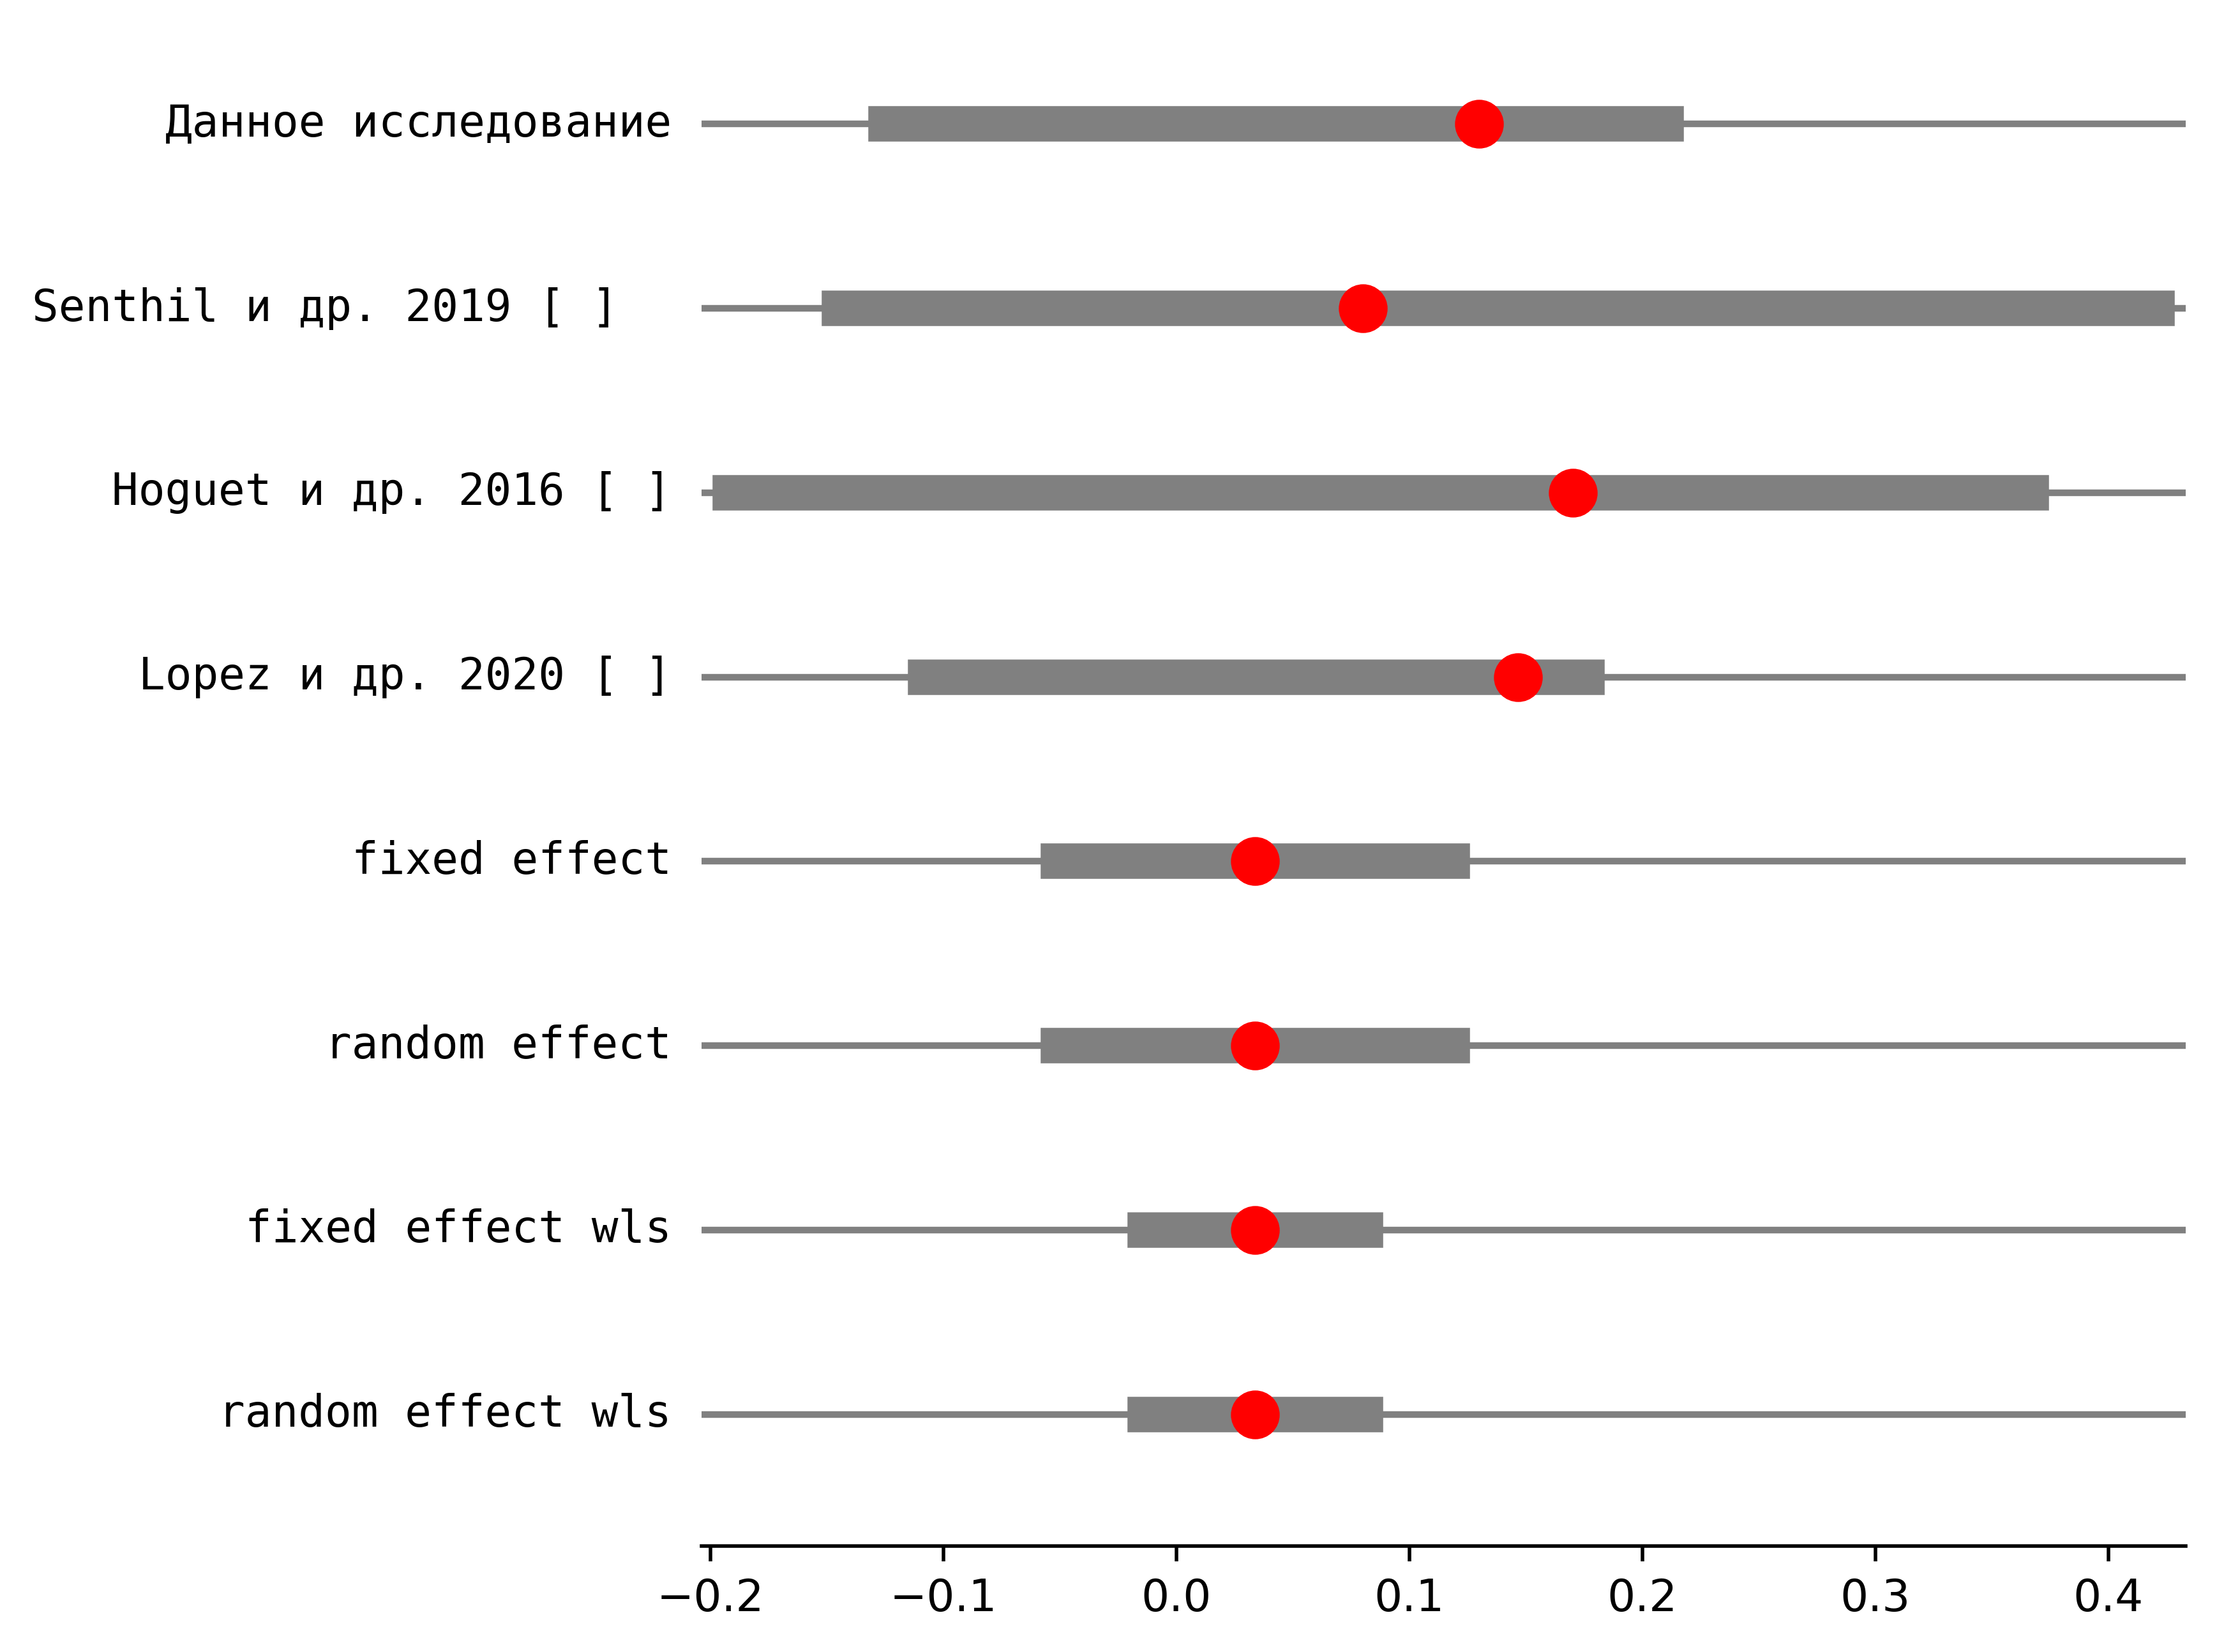 Данное исследование
Senthil и др. 2019 [ ]
Hoguet и др. 2016 [ ]
Lopez и др. 2020 [ ]
fixed effect
random effect
fixed effect wls
random effect wls
−0.2 −0.1 0.0 0.1 0.2 0.3 0.4